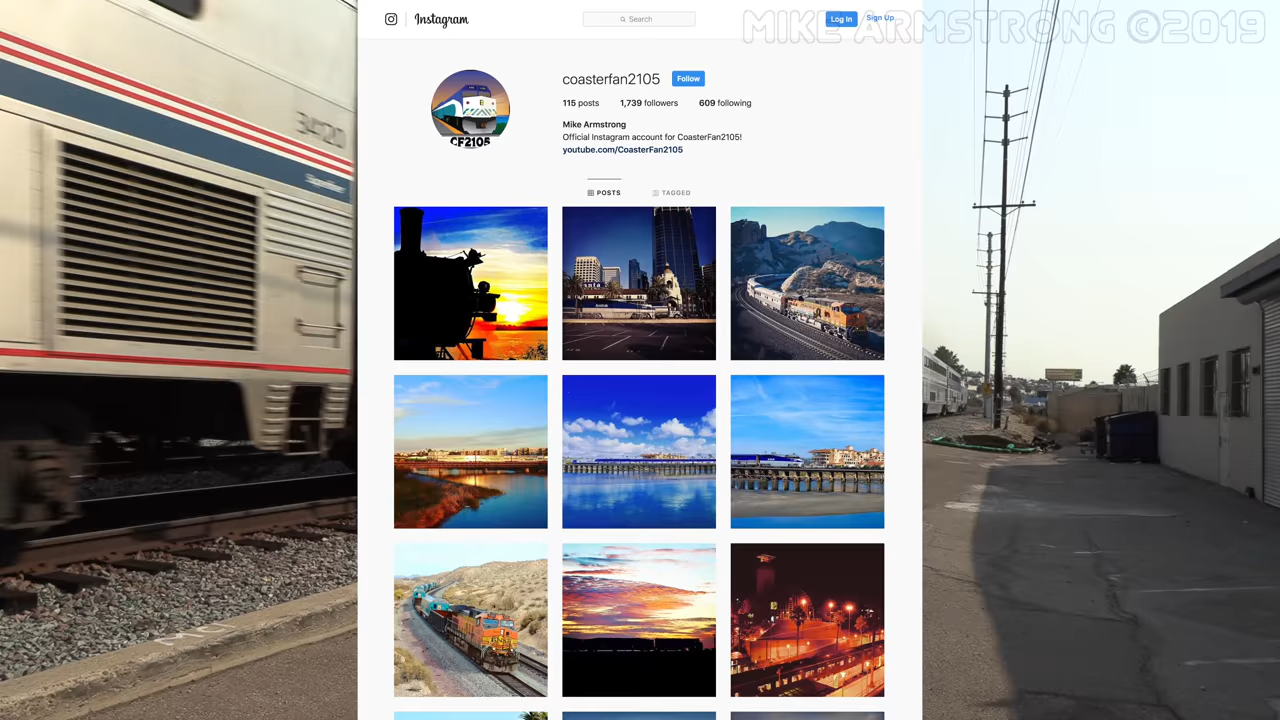 Instagram
Search
Log In
Sign Up
MIKE ARMSTRONG ©2019
coasterfan2105
Follow
115 posts
1,739 followers
609 following
Mike Armstrong
Official Instagram account for CoasterFan2105!
youtube.com/CoasterFan2105
CF2105
POSTS
TAGGED